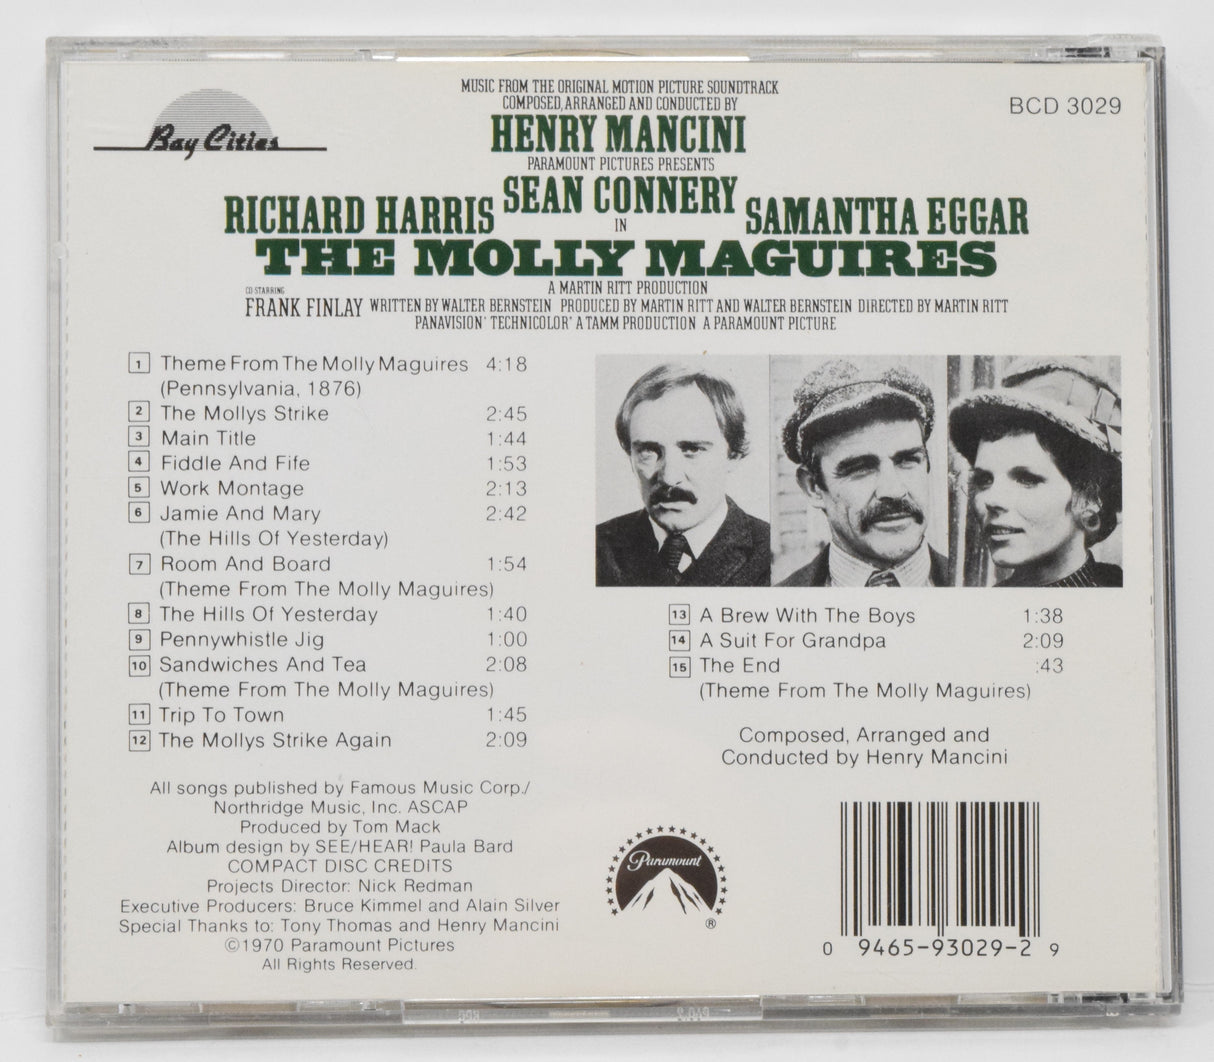 Bay Cities
MUSIC FROM THE ORIGINAL MOTION PICTURE SOUNDTRACK
COMPOSED, ARRANGED AND CONDUCTED BY
BCD 3029
HENRY MANCINI
PARAMOUNT PICTURES PRESENTS
RICHARD HARRIS SEAN CONNERY SAMANTHA EGGAR
IN
THE MOLLY MAGUIRES
A MARTIN RITT PRODUCTION
CO-STARRING
FRANK FINLAY WRITTEN BY WALTER BERNSTEIN PRODUCED BY MARTIN RITT AND WALTER BERNSTEIN DIRECTED BY MARTIN RITT
PANAVISION® TECHNICOLOR® A TAMM PRODUCTION A PARAMOUNT PICTURE
1 Theme From The Molly Maguires 4:18
(Pennsylvania, 1876)
2 The Mollys Strike 2:45
3 Main Title 1:44
4 Fiddle And Fife 1:53
5 Work Montage 2:13
6 Jamie And Mary 2:42
(The Hills Of Yesterday)
7 Room And Board 1:54
(Theme From The Molly Maguires)
8 The Hills Of Yesterday 1:40
9 Pennywhistle Jig 1:00
10 Sandwiches And Tea 2:08
(Theme From The Molly Maguires)
11 Trip To Town 1:45
12 The Mollys Strike Again 2:09
13 A Brew With The Boys 1:38
14 A Suit For Grandpa 2:09
15 The End :43
(Theme From The Molly Maguires)
Composed, Arranged and
Conducted by Henry Mancini
All songs published by Famous Music Corp./
Northridge Music, Inc. ASCAP
Produced by Tom Mack
Album design by SEE/HEAR! Paula Bard
COMPACT DISC CREDITS
Projects Director: Nick Redman
Executive Producers: Bruce Kimmel and Alain Silver
Special Thanks to: Tony Thomas and Henry Mancini
©1970 Paramount Pictures
All Rights Reserved.
Paramount
®
0 9465-93029-2 9